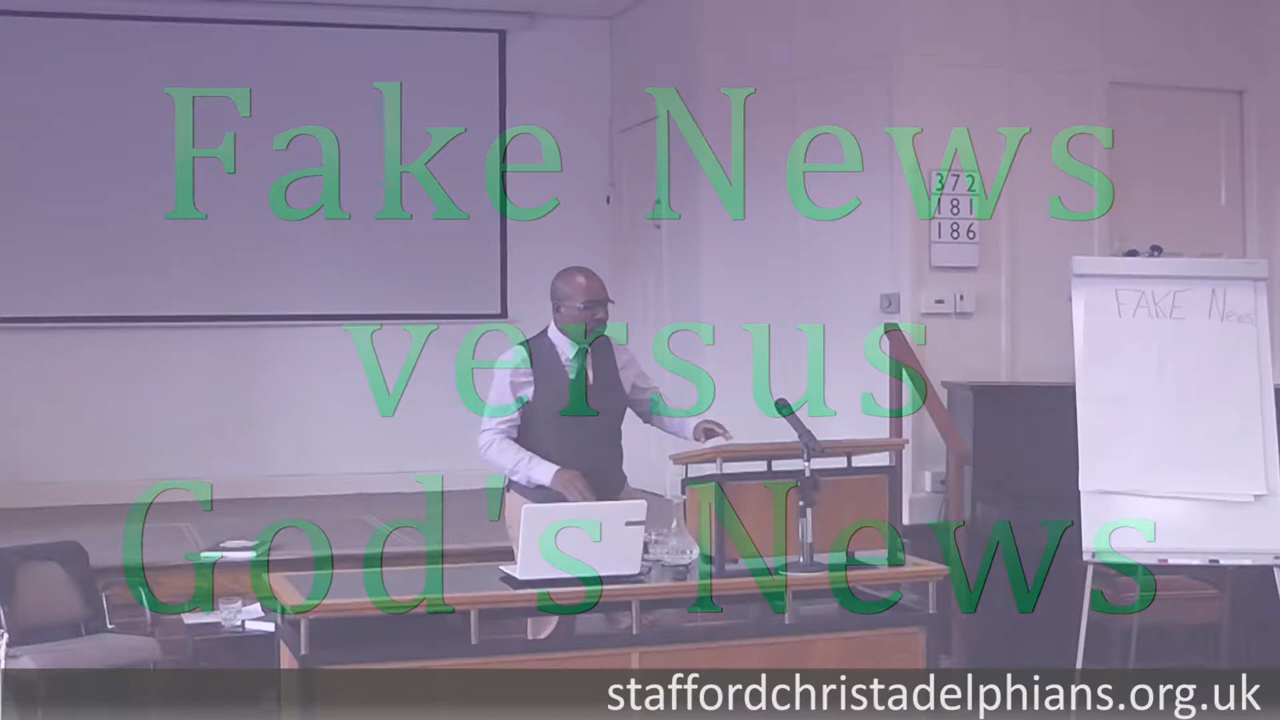 Fake News
372
181
186
FAKE News
versus
God's News
staffordchristadelphians.org.uk